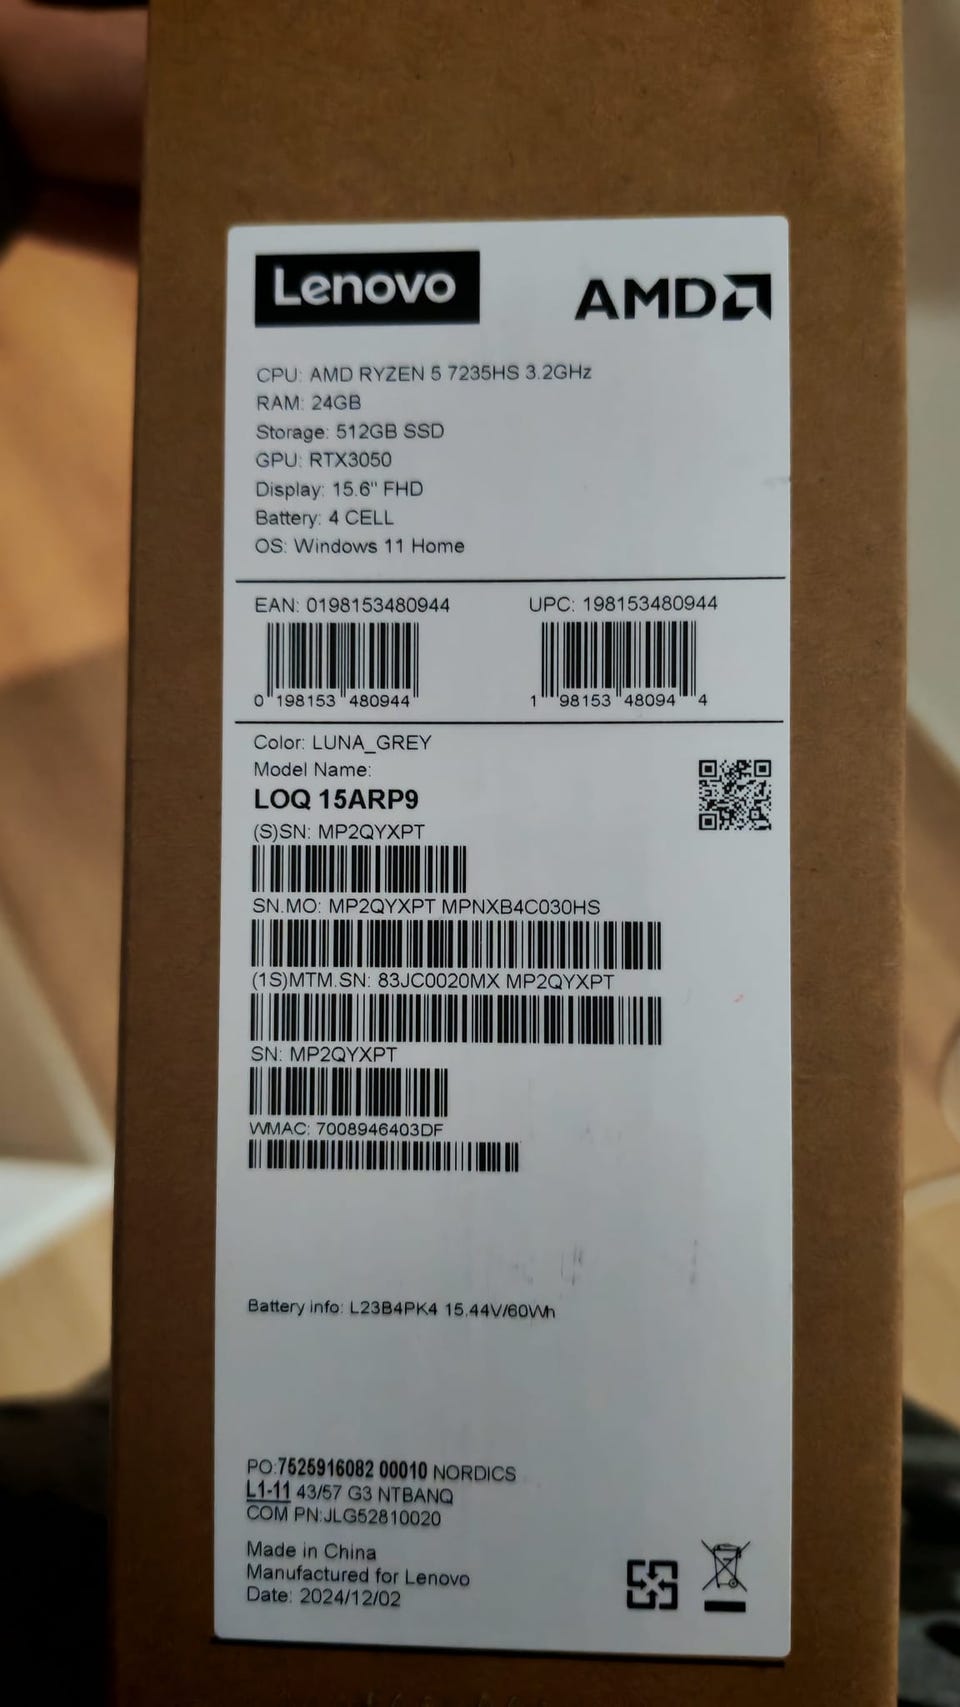 Lenovo AMD
CPU: AMD RYZEN 5 7235HS 3.2GHz
RAM: 24GB
Storage: 512GB SSD
GPU: RTX3050
Display: 15.6" FHD
Battery: 4 CELL
OS: Windows 11 Home
EAN: 0198153480944 UPC: 198153480944
0 198153 480944 1 98153 48094 4
Color: LUNA_GREY
Model Name:
LOQ 15ARP9
(S)SN: MP2QYXPT
SN.MO: MP2QYXPT MPNXB4C030HS
(1S)MTM.SN: 83JC0020MX MP2QYXPT
SN: MP2QYXPT
WMAC: 7008946403DF
Battery info: L23B4PK4 15.44V/60Wh
PO:7525916082 00010 NORDICS
L1-11 43/57 G3 NTBANQ
COM PN:JLG52810020
Made in China
Manufactured for Lenovo
Date: 2024/12/02